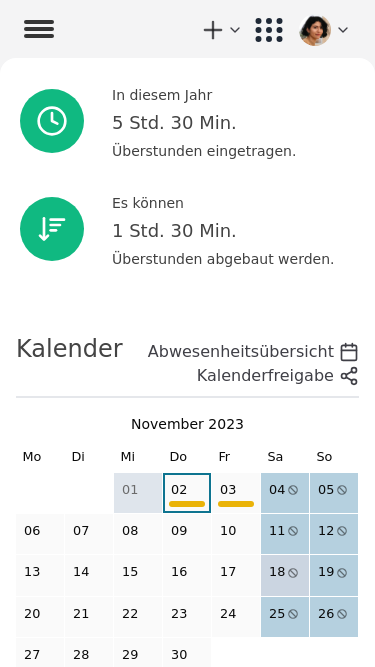 In diesem Jahr
5 Std. 30 Min.
Überstunden eingetragen.
Es können
1 Std. 30 Min.
Überstunden abgebaut werden.
Kalender
Abwesenheitsübersicht
Kalenderfreigabe
November 2023
Mo Di Mi Do Fr Sa So
01 02 03 04 05
06 07 08 09 10 11 12
13 14 15 16 17 18 19
20 21 22 23 24 25 26
27 28 29 30